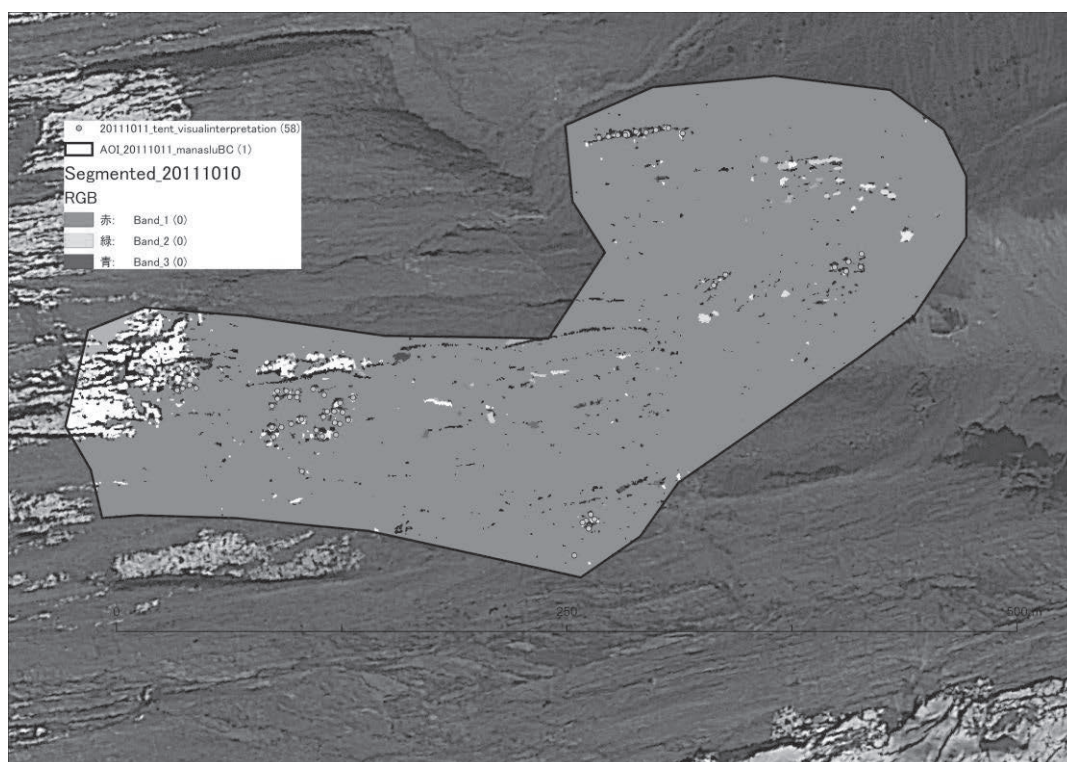 20111011_tent_visualinterpretation (58)
AOI_20111011_manasluBC (1)
Segmented_20111010
RGB
赤: Band_1 (0)
緑: Band_2 (0)
青: Band_3 (0)
0 250 500 m